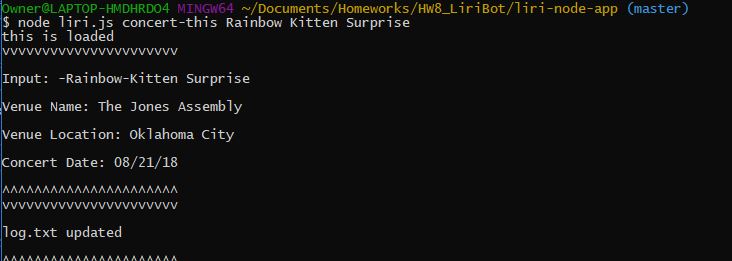 Owner@LAPTOP-HMDHRDO4 MINGW64 ~/Documents/Homeworks/HW8_LiriBot/liri-node-app (master)
$ node liri.js concert-this Rainbow Kitten Surprise
this is loaded
vvvvvvvvvvvvvvvvvvvvvv
Input: -Rainbow-Kitten Surprise
Venue Name: The Jones Assembly
Venue Location: Oklahoma City
Concert Date: 08/21/18
^^^^^^^^^^^^^^^^^^^^^^
vvvvvvvvvvvvvvvvvvvvvv
log.txt updated
^^^^^^^^^^^^^^^^^^^^^^